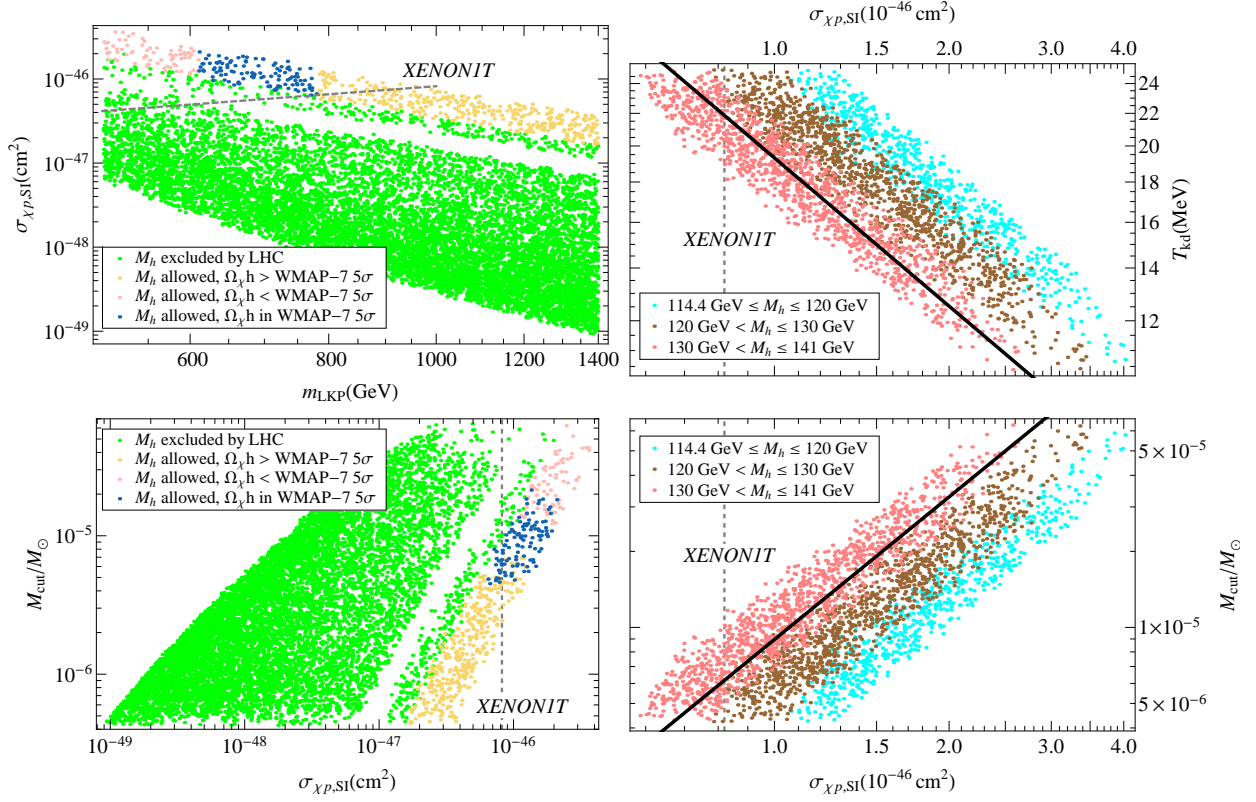 XENON1T
σχp,SI(cm²)
10⁻⁴⁶
10⁻⁴⁷
10⁻⁴⁸
10⁻⁴⁹
Mh excluded by LHC
Mh allowed, Ωχh > WMAP−7 5σ
Mh allowed, Ωχh < WMAP−7 5σ
Mh allowed, Ωχh in WMAP−7 5σ
600 800 1000 1200 1400
mLKP(GeV)
σχp,SI(10⁻⁴⁶ cm²)
1.0 1.5 2.0 3.0 4.0
24
22
20
18
16
14
12
Tkd(MeV)
XENON1T
114.4 GeV ≤ Mh ≤ 120 GeV
120 GeV < Mh ≤ 130 GeV
130 GeV < Mh ≤ 141 GeV
Mh excluded by LHC
Mh allowed, Ωχh > WMAP−7 5σ
Mh allowed, Ωχh < WMAP−7 5σ
Mh allowed, Ωχh in WMAP−7 5σ
Mcut/M⊙
10⁻⁵
10⁻⁶
XENON1T
10⁻⁴⁹ 10⁻⁴⁸ 10⁻⁴⁷ 10⁻⁴⁶
σχp,SI(cm²)
114.4 GeV ≤ Mh ≤ 120 GeV
120 GeV < Mh ≤ 130 GeV
130 GeV < Mh ≤ 141 GeV
XENON1T
5×10⁻⁵
1×10⁻⁵
5×10⁻⁶
Mcut/M⊙
1.0 1.5 2.0 3.0 4.0
σχp,SI(10⁻⁴⁶ cm²)